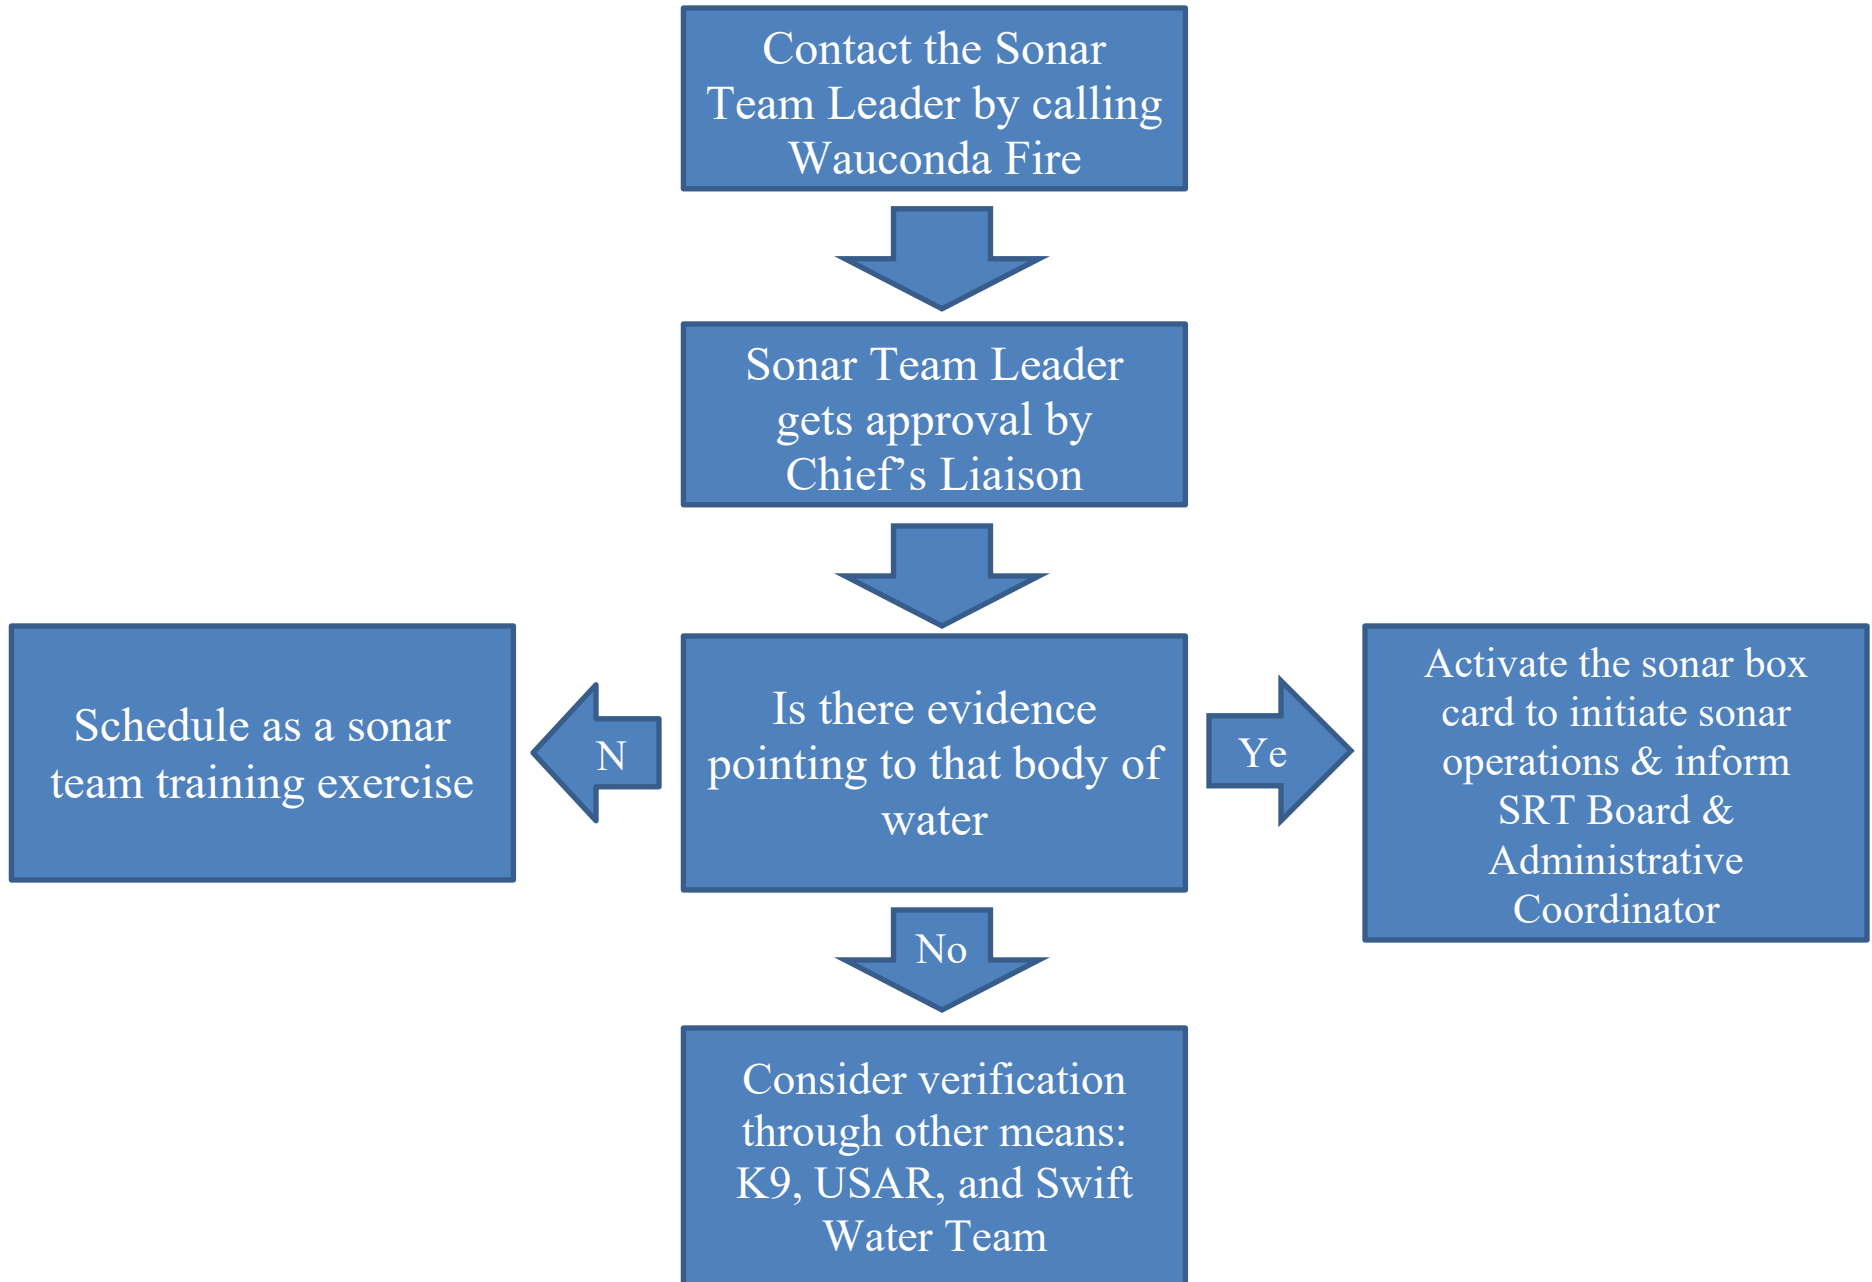 Contact the Sonar
Team Leader by calling
Wauconda Fire
Sonar Team Leader
gets approval by
Chief’s Liaison
Schedule as a sonar
team training exercise
N
Is there evidence
pointing to that body of
water
Ye
Activate the sonar box
card to initiate sonar
operations & inform
SRT Board &
Administrative
Coordinator
No
Consider verification
through other means:
K9, USAR, and Swift
Water Team